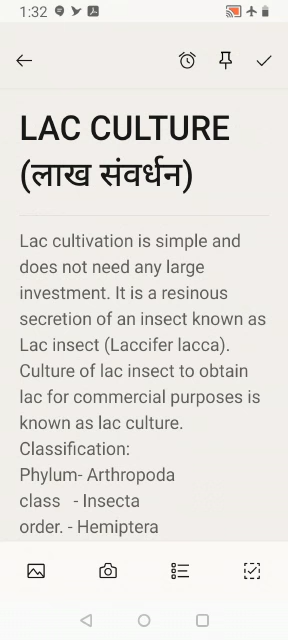 1:32
LAC CULTURE
(लाख संवर्धन)
Lac cultivation is simple and
does not need any large
investment. It is a resinous
secretion of an insect known as
Lac insect (Laccifer lacca).
Culture of lac insect to obtain
lac for commercial purposes is
known as lac culture.
Classification:
Phylum- Arthropoda
class - Insecta
order. - Hemiptera